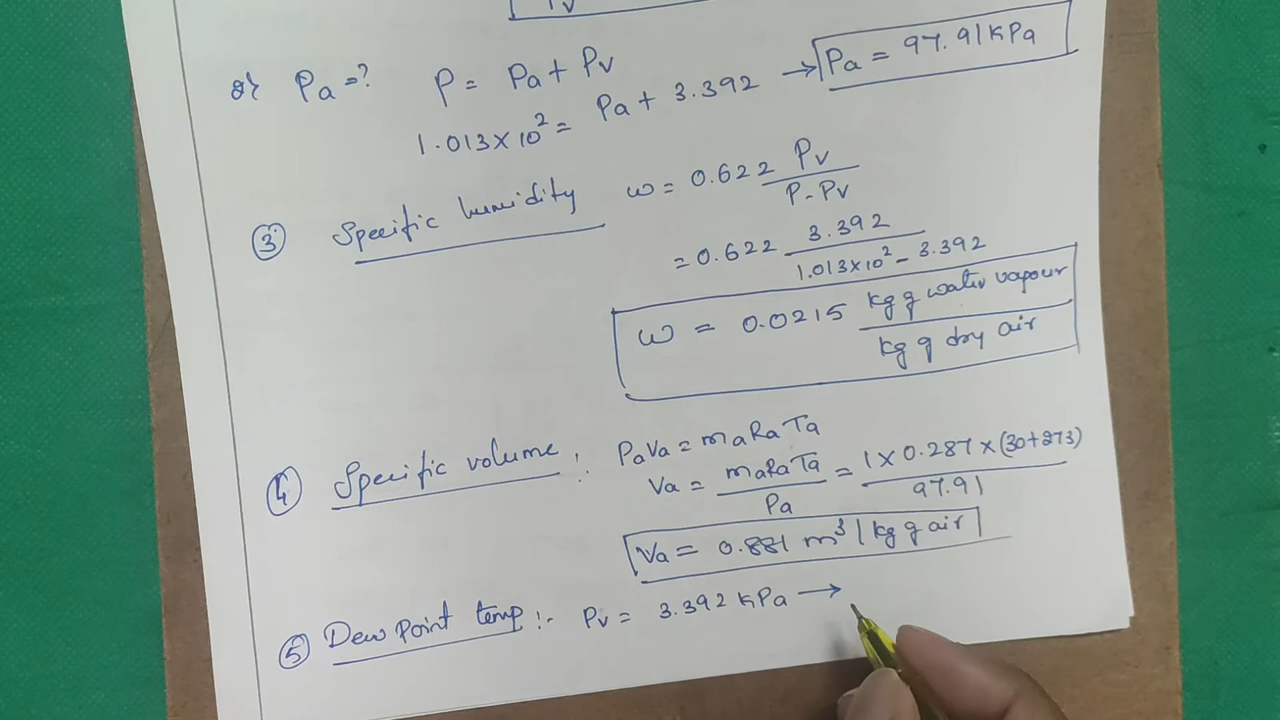 Pv
or Pa =? P = Pa + Pv
1.013 × 10² = Pa + 3.392 → Pa = 97.91 kPa
③ Specific humidity ω = 0.622 Pv / P - Pv
= 0.622 3.392 / 1.013×10² - 3.392
ω = 0.0215 kg of water vapour / kg of dry air
④ Specific volume : PaVa = maRaTa
Va = maRaTa / Pa = 1 × 0.287 × (30+273) / 97.91
Va = 0.881 m³ / kg of air
⑤ Dew Point temp :- Pv = 3.392 kPa →